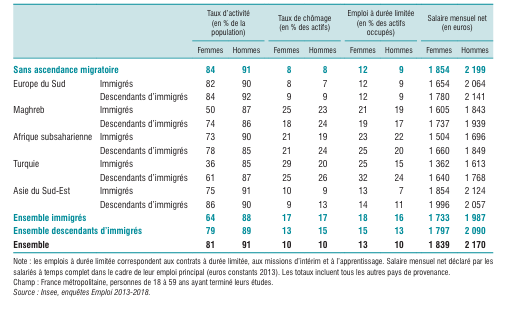 Taux d'activité (en % de la population) Taux de chômage (en % des actifs) Emploi à durée limitée (en % des actifs occupés) Salaire mensuel net (en euros)
Femmes Hommes Femmes Hommes Femmes Hommes Femmes Hommes
Sans ascendance migratoire 84 91 8 8 12 9 1 854 2 199
Europe du Sud Immigrés 82 90 8 7 12 9 1 654 2 064
Descendants d'immigrés 84 92 9 9 12 9 1 780 2 141
Maghreb Immigrés 50 87 25 23 21 19 1 605 1 843
Descendants d'immigrés 74 86 18 24 19 17 1 737 1 939
Afrique subsaharienne Immigrés 73 90 21 19 23 22 1 504 1 696
Descendants d'immigrés 78 85 21 24 25 20 1 660 1 849
Turquie Immigrés 36 85 29 20 25 15 1 362 1 613
Descendants d'immigrés 61 87 25 26 32 24 1 640 1 768
Asie du Sud-Est Immigrés 75 91 10 9 13 7 1 854 2 124
Descendants d'immigrés 86 90 9 13 14 11 1 996 2 057
Ensemble immigrés 64 88 17 17 18 16 1 733 1 987
Ensemble descendants d'immigrés 79 89 13 15 15 13 1 797 2 090
Ensemble 81 91 10 10 13 10 1 839 2 170
Note : les emplois à durée limitée correspondent aux contrats à durée limitée, aux missions d'intérim et à l'apprentissage. Salaire mensuel net déclaré par les
salariés à temps complet dans le cadre de leur emploi principal (euros constants 2013). Les totaux incluent tous les autres pays de provenance.
Champ : France métropolitaine, personnes de 18 à 59 ans ayant terminé leurs études.
Source : Insee, enquêtes Emploi 2013-2018.